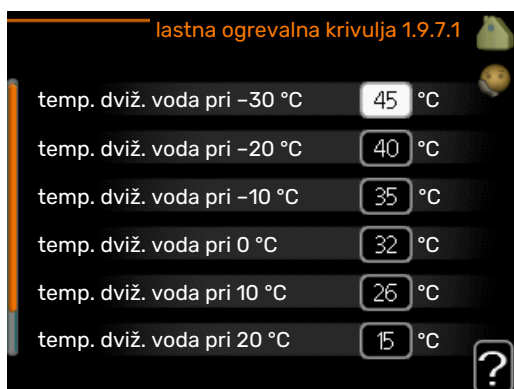 lastna ogrevalna krivulja 1.9.7.1
temp. dviž. voda pri –30 °C 45 °C
temp. dviž. voda pri –20 °C 40 °C
temp. dviž. voda pri –10 °C 35 °C
temp. dviž. voda pri 0 °C 32 °C
temp. dviž. voda pri 10 °C 26 °C
temp. dviž. voda pri 20 °C 15 °C
?